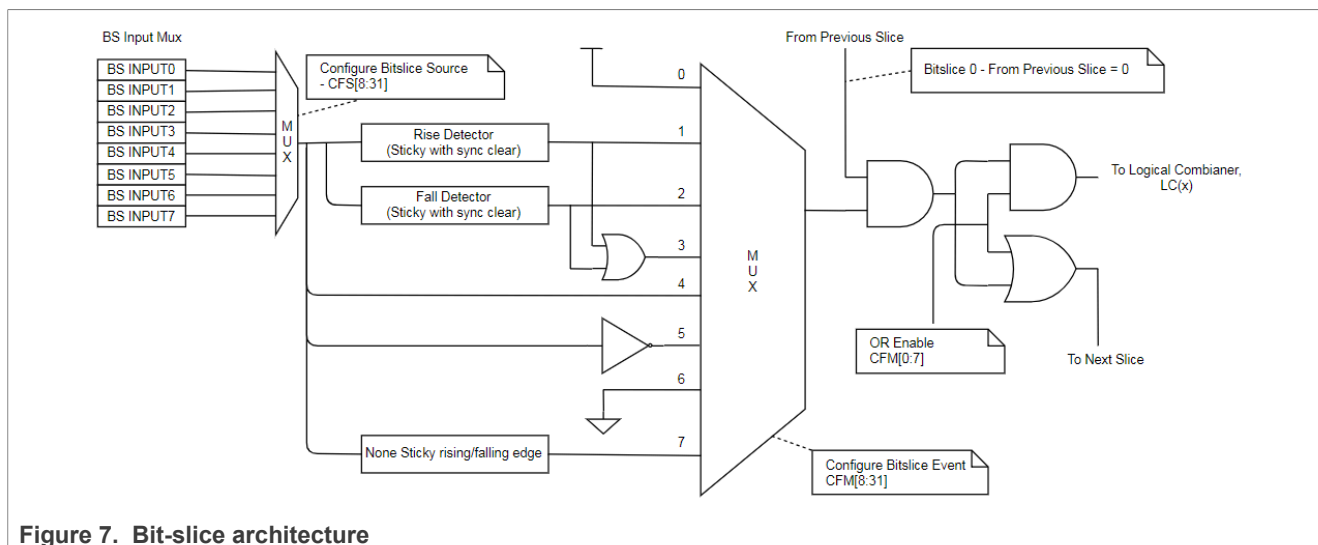 BS Input Mux
BS INPUT0
BS INPUT1
BS INPUT2
BS INPUT3
BS INPUT4
BS INPUT5
BS INPUT6
BS INPUT7
M
U
X
Configure Bitslice Source
- CFS[8:31]
Rise Detector
(Sticky with sync clear)
Fall Detector
(Sticky with sync clear)
None Sticky rising/falling edge
0
1
2
3
4
5
6
7
M
U
X
From Previous Slice
Bitslice 0 - From Previous Slice = 0
To Logical Combianer,
LC(x)
OR Enable
CFM[0:7]
To Next Slice
Configure Bitslice Event
CFM[8:31]
Figure 7. Bit-slice architecture